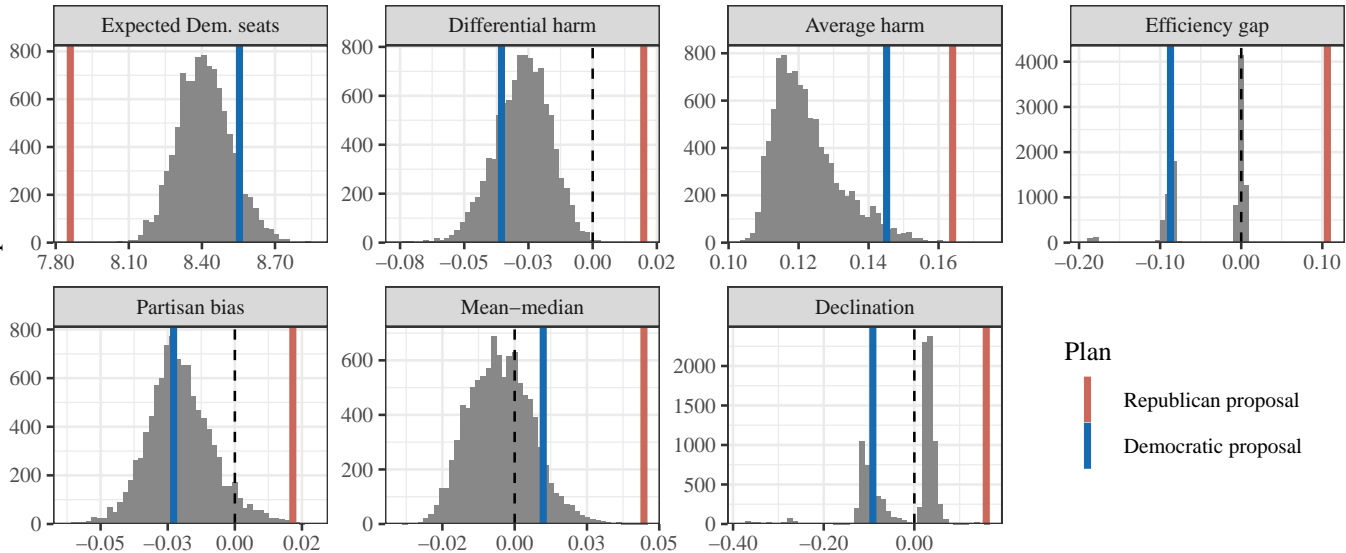 Expected Dem. seats
Differential harm
Average harm
Efficiency gap
800
600
400
200
0
7.80 8.10 8.40 8.70
800
600
400
200
0
−0.08 −0.05 −0.03 0.00 0.02
800
600
400
200
0
0.10 0.12 0.14 0.16
4000
3000
2000
1000
0
−0.20 −0.10 0.00 0.10
Partisan bias
Mean−median
Declination
800
600
400
200
0
−0.05 −0.03 0.00 0.02
600
400
200
0
−0.02 0.00 0.02 0.05
2000
1500
1000
500
0
−0.40 −0.20 0.00
Plan
Republican proposal
Democratic proposal